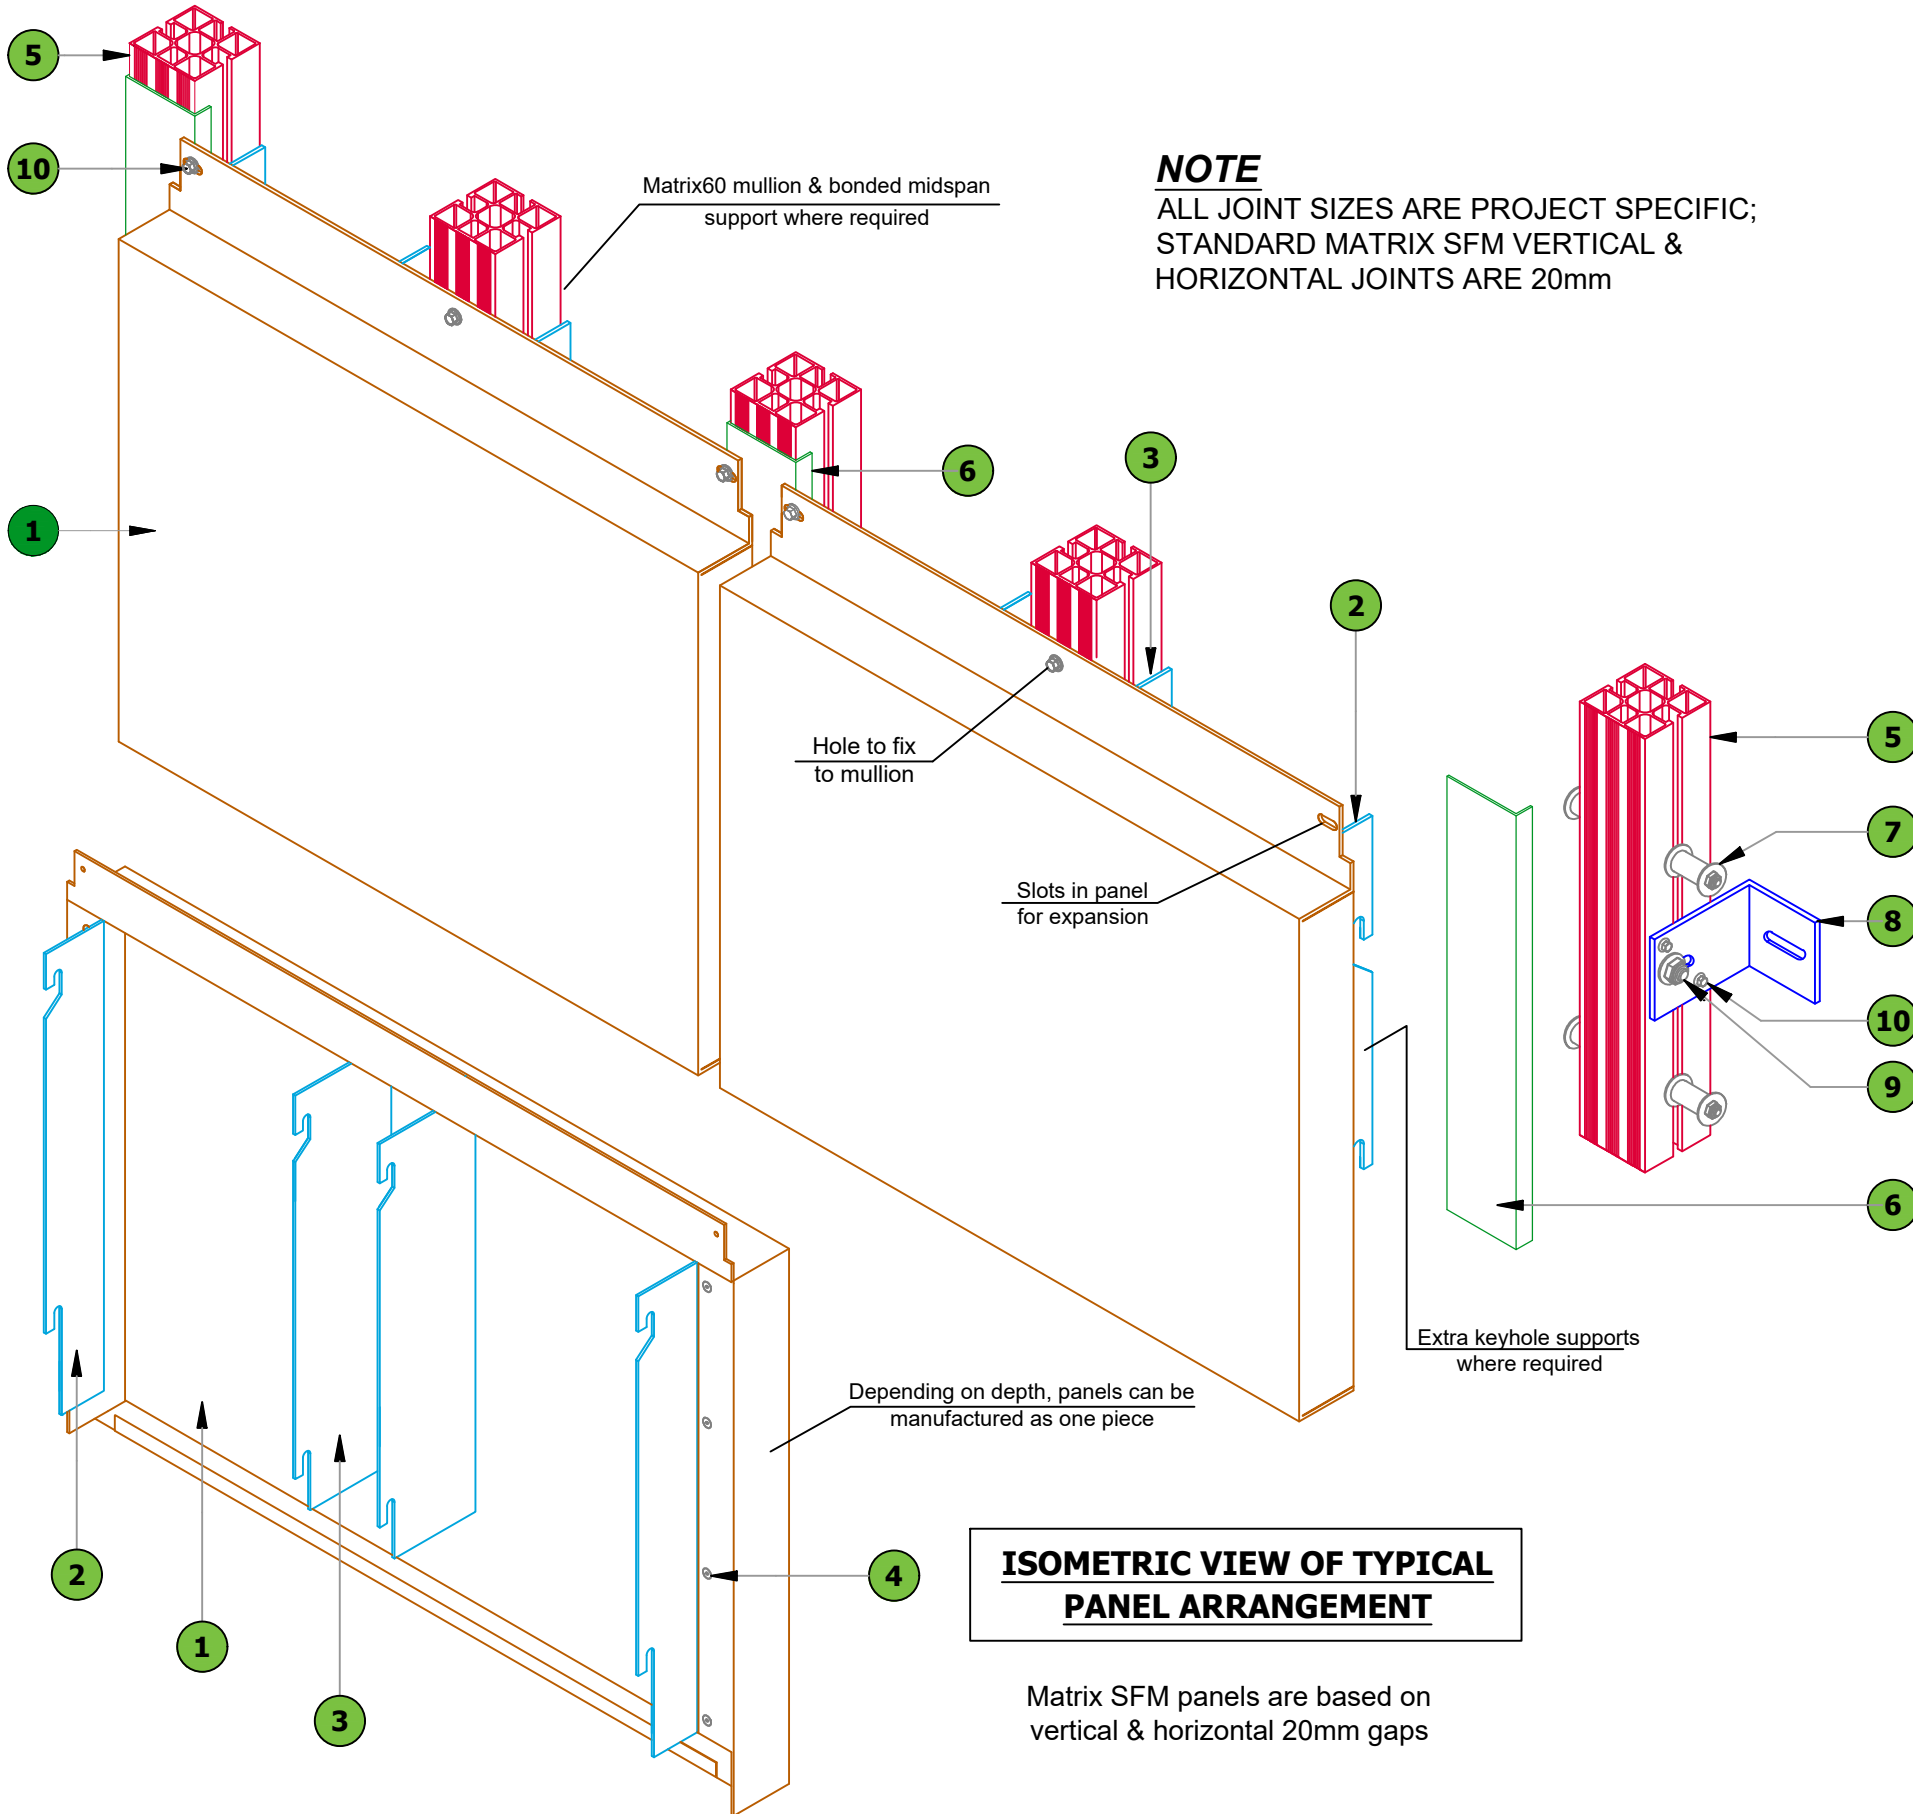 5
10
Matrix60 mullion & bonded midspan
support where required
NOTE
ALL JOINT SIZES ARE PROJECT SPECIFIC;
STANDARD MATRIX SFM VERTICAL &
HORIZONTAL JOINTS ARE 20mm
6
3
1
2
Hole to fix
to mullion
5
7
Slots in panel
for expansion
8
10
9
6
Extra keyhole supports
where required
Depending on depth, panels can be
manufactured as one piece
2
1
3
4
ISOMETRIC VIEW OF TYPICAL
PANEL ARRANGEMENT
Matrix SFM panels are based on
vertical & horizontal 20mm gaps